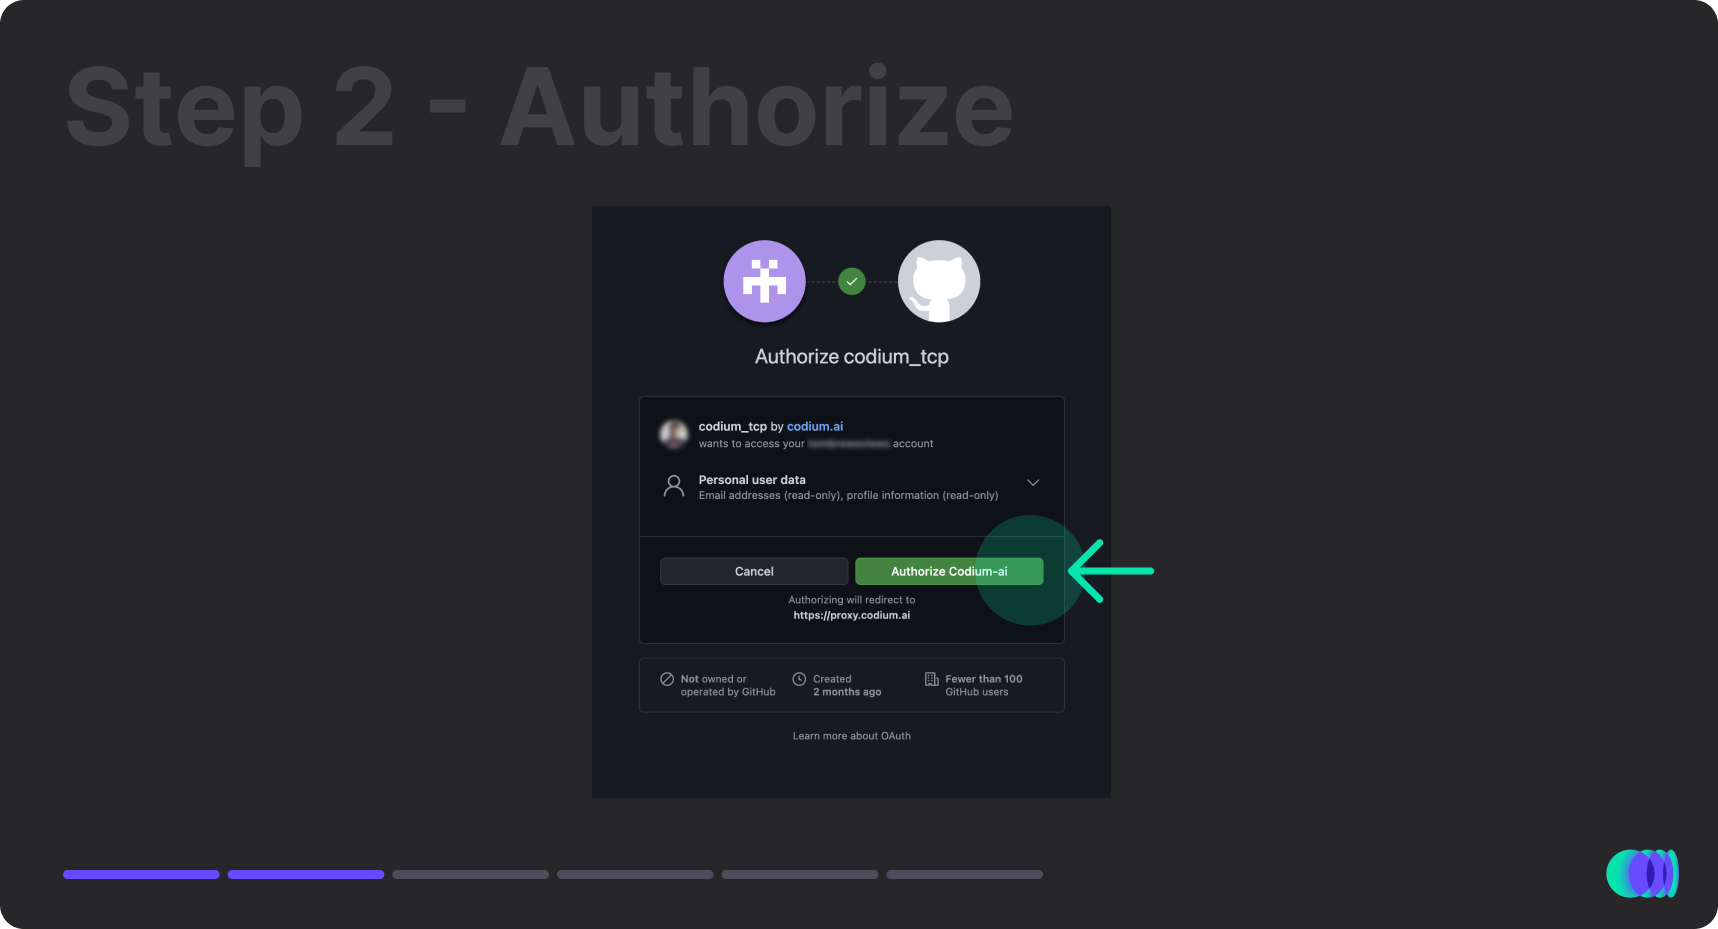 Step 2 - Authorize
Authorize codium_tcp
codium_tcp by codium.ai
wants to access your account
Personal user data
Email addresses (read-only), profile information (read-only)
Cancel
Authorize Codium-ai
Authorizing will redirect to
https://proxy.codium.ai
Not owned or
operated by GitHub
Created
2 months ago
Fewer than 100
GitHub users
Learn more about OAuth